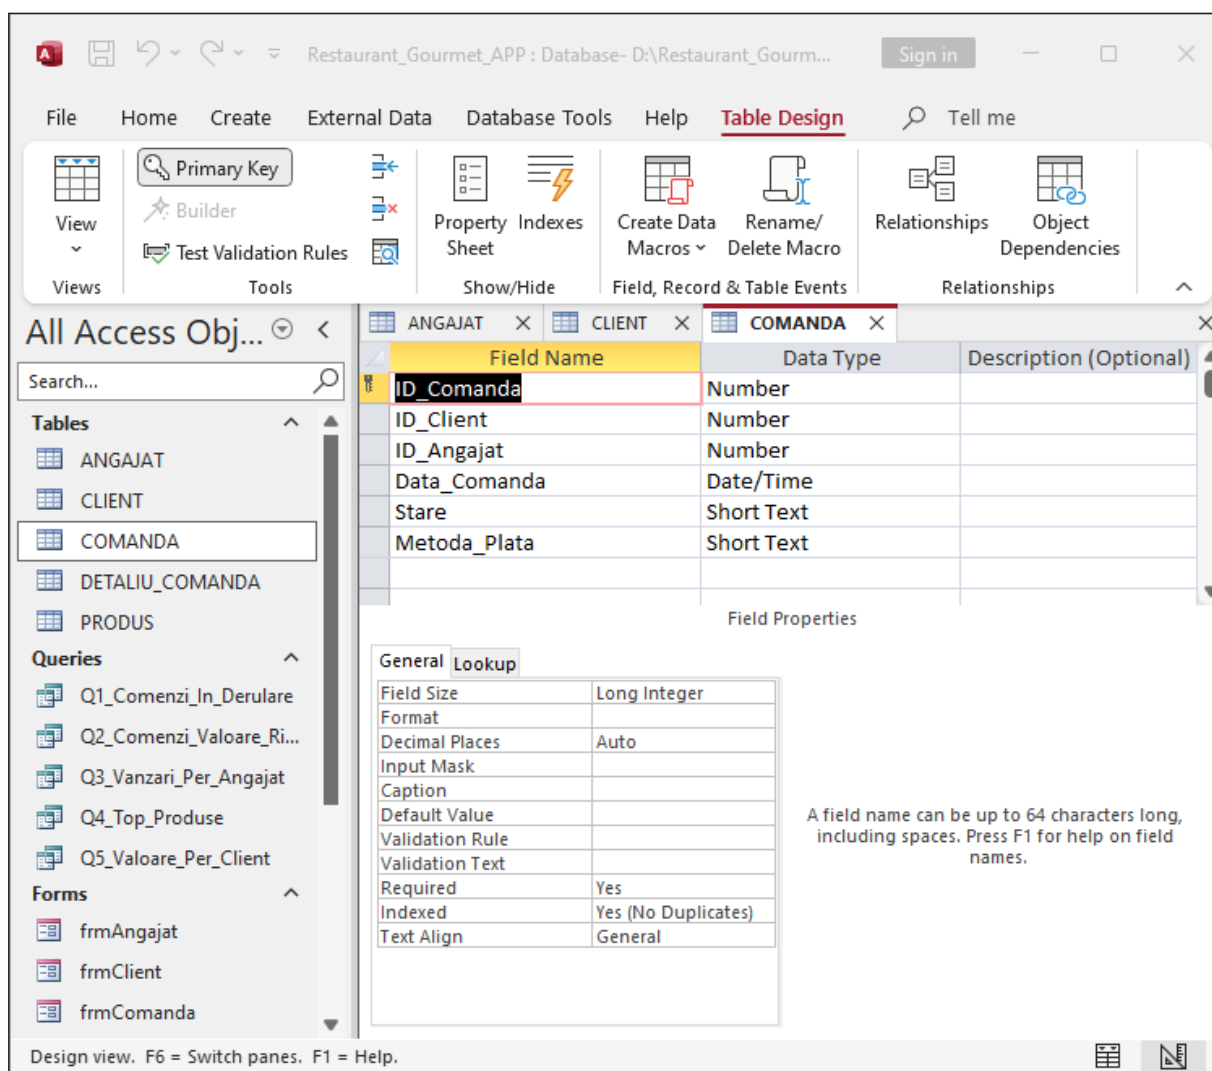 Restaurant_Gourmet_APP : Database- D:\Restaurant_Gourm...
Sign in
File Home Create External Data Database Tools Help Table Design Tell me
View
Views
Primary Key
Builder
Test Validation Rules
Tools
Property Sheet
Indexes
Show/Hide
Create Data Macros
Rename/ Delete Macro
Field, Record & Table Events
Relationships
Object Dependencies
Relationships
All Access Obj...
Search...
Tables
ANGAJAT
CLIENT
COMANDA
DETALIU_COMANDA
PRODUS
Queries
Q1_Comenzi_In_Derulare
Q2_Comenzi_Valoare_Ri...
Q3_Vanzari_Per_Angajat
Q4_Top_Produse
Q5_Valoare_Per_Client
Forms
frmAngajat
frmClient
frmComanda
ANGAJAT CLIENT COMANDA
Field Name Data Type Description (Optional)
ID_Comanda Number
ID_Client Number
ID_Angajat Number
Data_Comanda Date/Time
Stare Short Text
Metoda_Plata Short Text
Field Properties
General Lookup
Field Size Long Integer
Format
Decimal Places Auto
Input Mask
Caption
Default Value
Validation Rule
Validation Text
Required Yes
Indexed Yes (No Duplicates)
Text Align General
A field name can be up to 64 characters long,
including spaces. Press F1 for help on field
names.
Design view. F6 = Switch panes. F1 = Help.